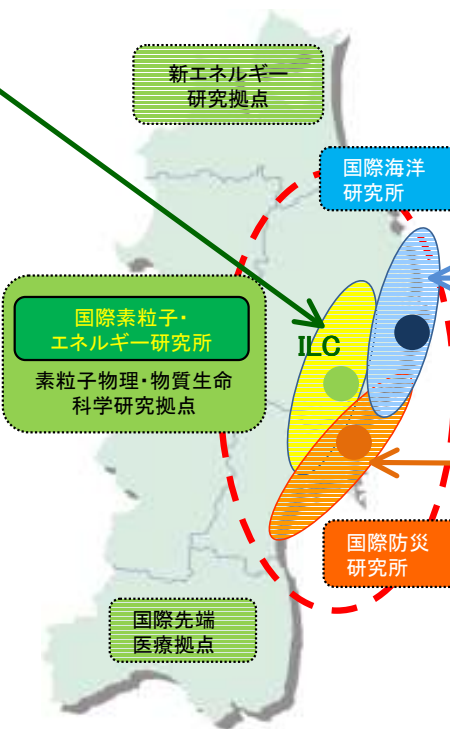 新エネルギー
研究拠点
国際海洋
研究所
国際素粒子・
エネルギー研究所
素粒子物理・物質生命
科学研究拠点
ILC
国際防災
研究所
国際先端
医療拠点